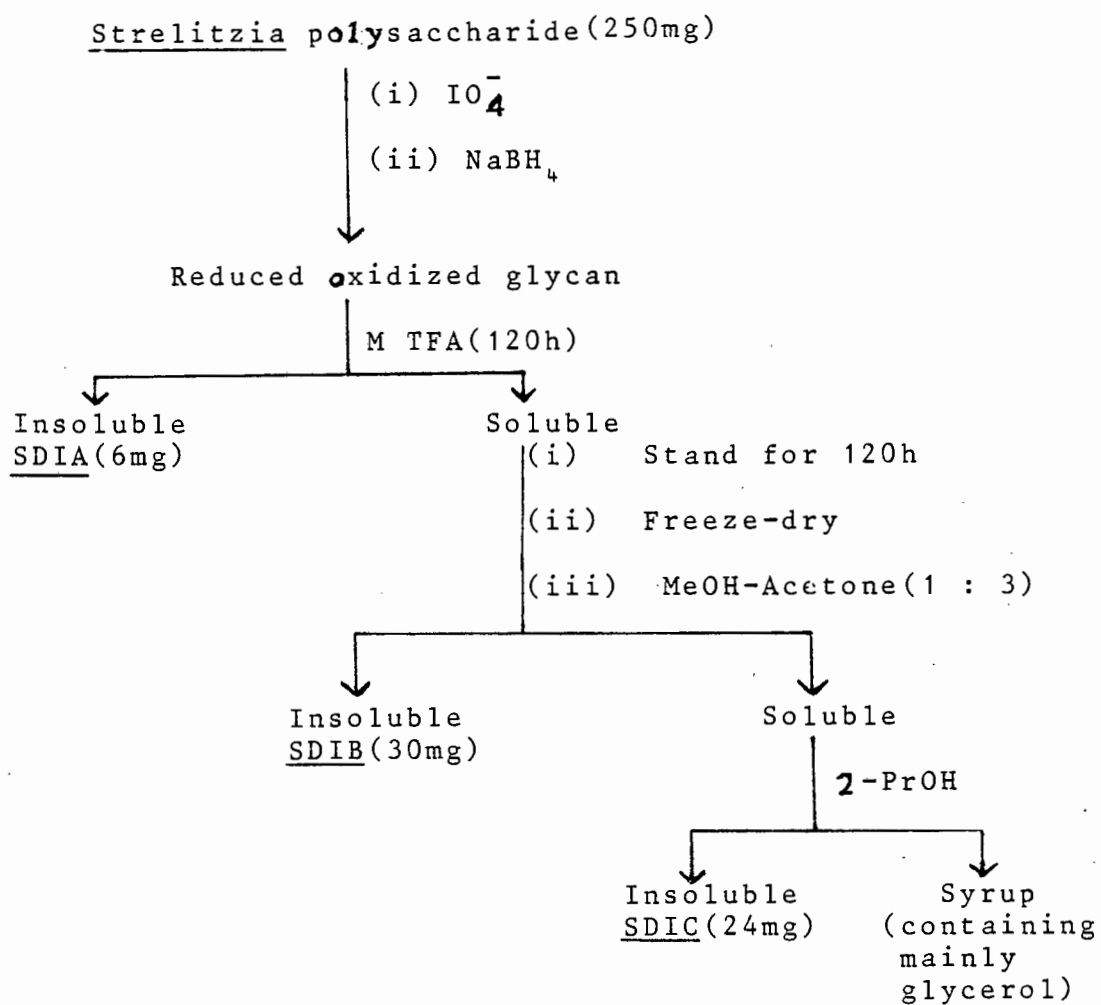 Strelitzia polysaccharide(250mg)
(i) IO₄⁻
(ii) NaBH₄
Reduced oxidized glycan
M TFA(120h)
Insoluble
SDIA(6mg)
Soluble
(i) Stand for 120h
(ii) Freeze-dry
(iii) MeOH-Acetone(1 : 3)
Insoluble
SDIB(30mg)
Soluble
2-PrOH
Insoluble
SDIC(24mg)
Syrup
(containing
mainly
glycerol)